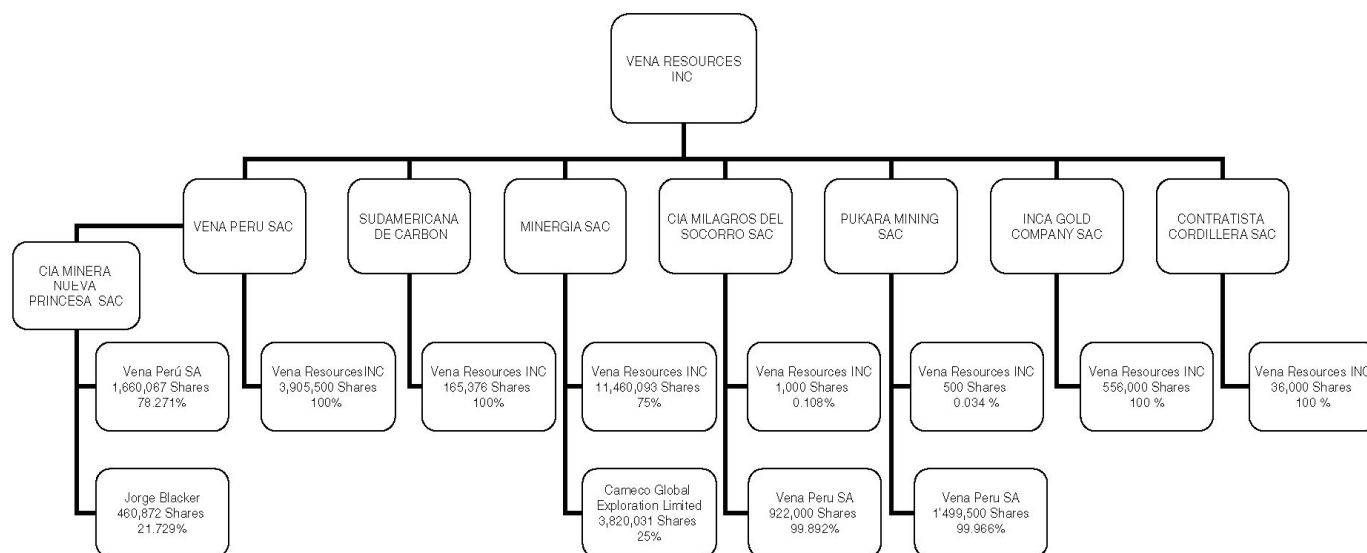 VENA RESOURCES
INC
VENA PERU SAC
SUDAMERICANA
DE CARBON
MINERGIA SAC
CIA MILAGROS DEL
SOCORRO SAC
PUKARA MINING
SAC
INCA GOLD
COMPANY SAC
CONTRATISTA
CORDILLERA SAC
CIA MINERA
NUEVA
PRINCESA SAC
Vena Perú SA
1,660,067 Shares
78.271%
Vena ResourcesINC
3,905,500 Shares
100%
Vena Resources INC
165,376 Shares
100%
Vena Resources INC
11,460,093 Shares
75%
Vena Resources INC
1,000 Shares
0.108%
Vena Resources INC
500 Shares
0.034 %
Vena Resources INC
556,000 Shares
100 %
Vena Resources INC
36,000 Shares
100 %
Jorge Blacker
460,872 Shares
21.729%
Cameco Global
Exploration Limited
3,820,031 Shares
25%
Vena Peru SA
922,000 Shares
99.892%
Vena Peru SA
1'499,500 Shares
99.966%